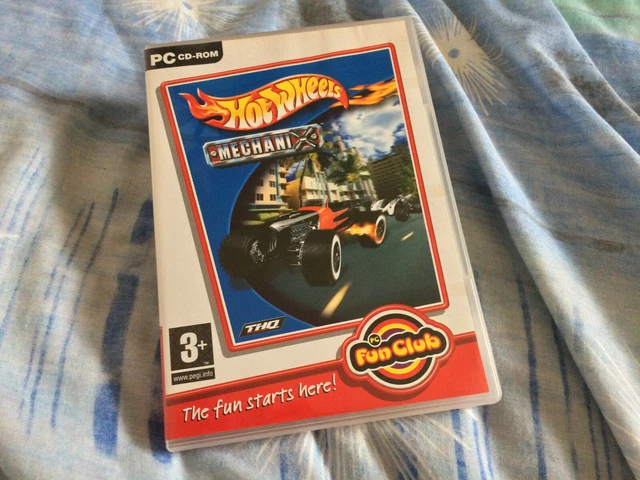 PC CD-ROM
HOT WHEELS
MECHANIX
THQ
3+
www.pegi.info
PC
Fun Club
The fun starts here!